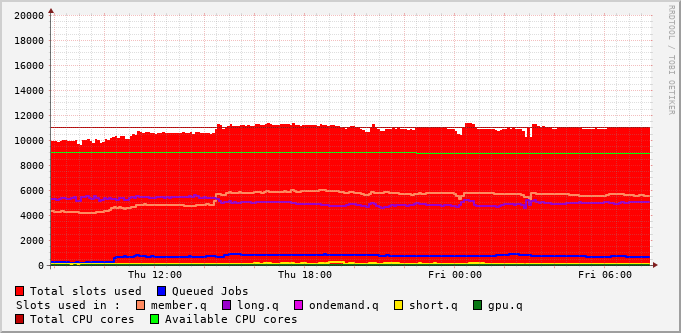 20000
18000
16000
14000
12000
10000
8000
6000
4000
2000
0
Thu 12:00 Thu 18:00 Fri 00:00 Fri 06:00
RRDTOOL / TOBI OETIKER
Total slots used Queued Jobs
Slots used in : member.q long.q ondemand.q short.q gpu.q
Total CPU cores Available CPU cores